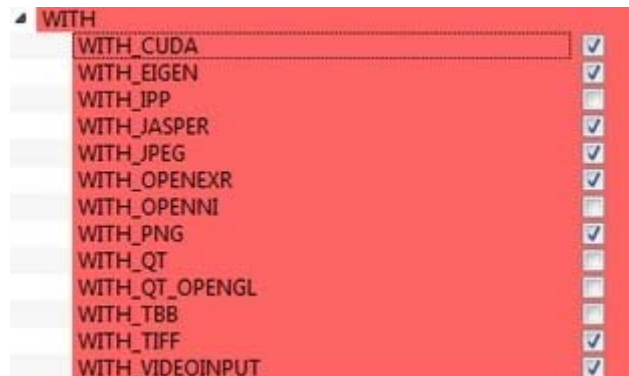 WITH
WITH_CUDA
WITH_EIGEN
WITH_IPP
WITH_JASPER
WITH_JPEG
WITH_OPENEXR
WITH_OPENNI
WITH_PNG
WITH_QT
WITH_QT_OPENGL
WITH_TBB
WITH_TIFF
WITH_VIDEOINPUT